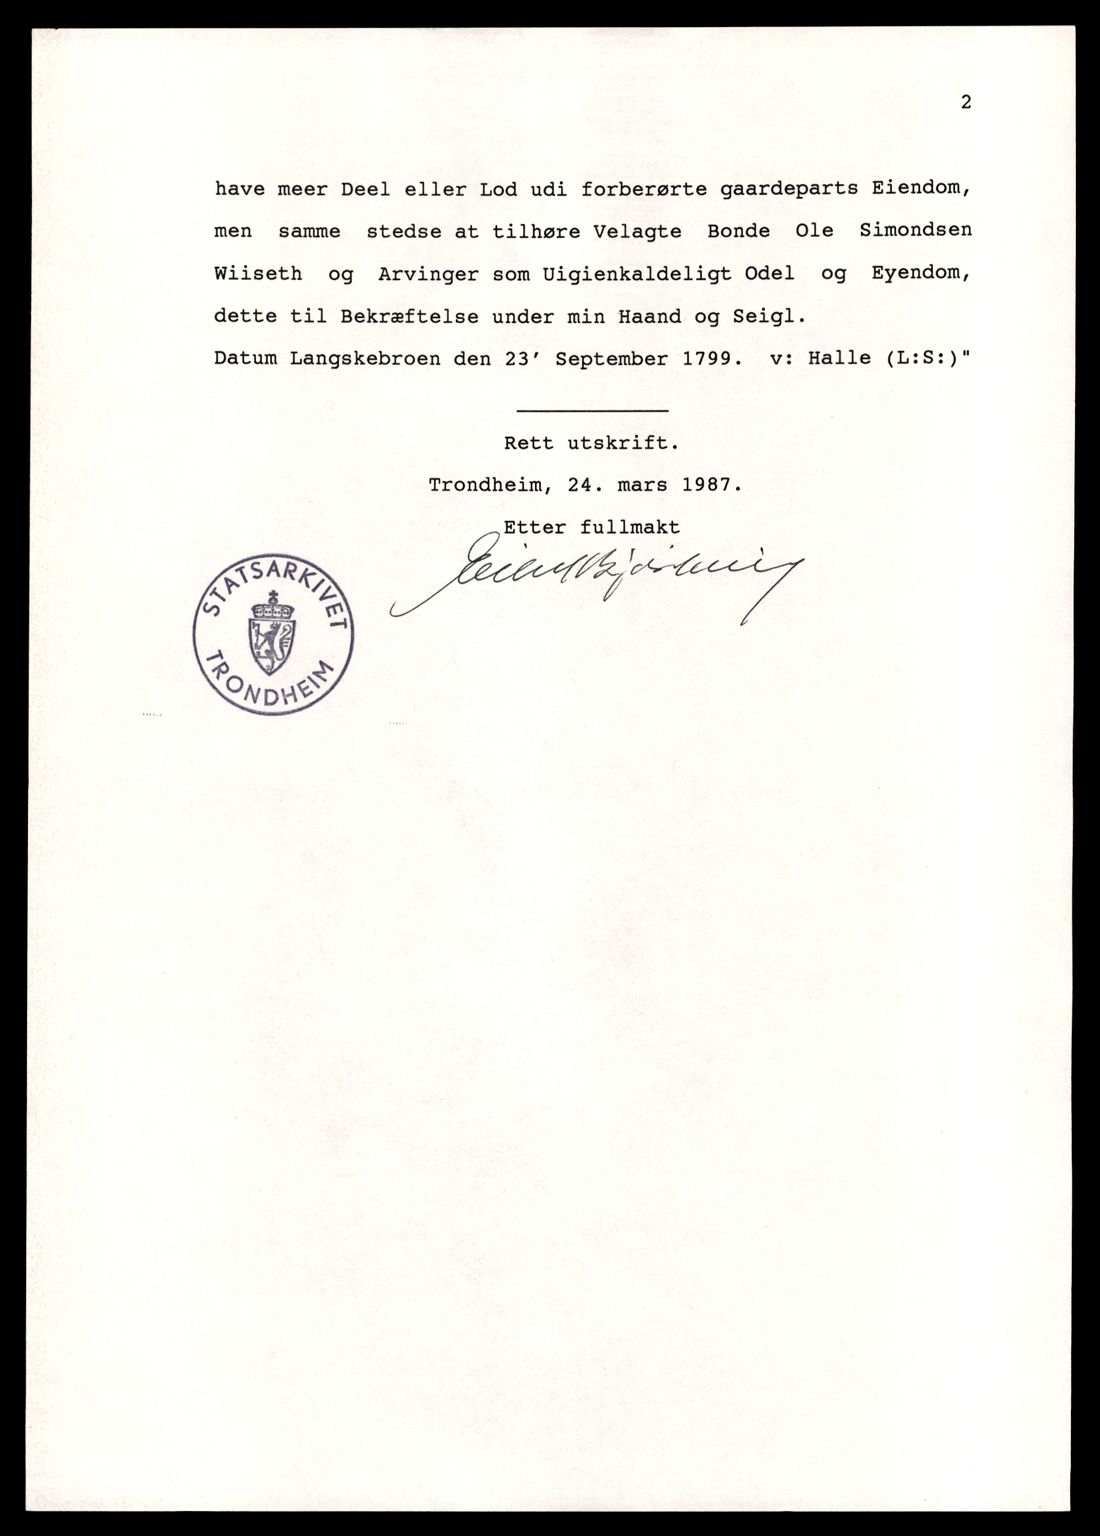 2
have meer Deel eller Lod udi forberørte gaardeparts Eiendom,
men samme stedse at tilhøre Velagte Bonde Ole Simondsen
Wiiseth og Arvinger som Uigienkaldeligt Odel og Eyendom,
dette til Bekræftelse under min Haand og Seigl.
Datum Langskebroen den 23' September 1799. v: Halle (L:S:)"
Rett utskrift.
Trondheim, 24. mars 1987.
Etter fullmakt
STATSARKIVET
TRONDHEIM